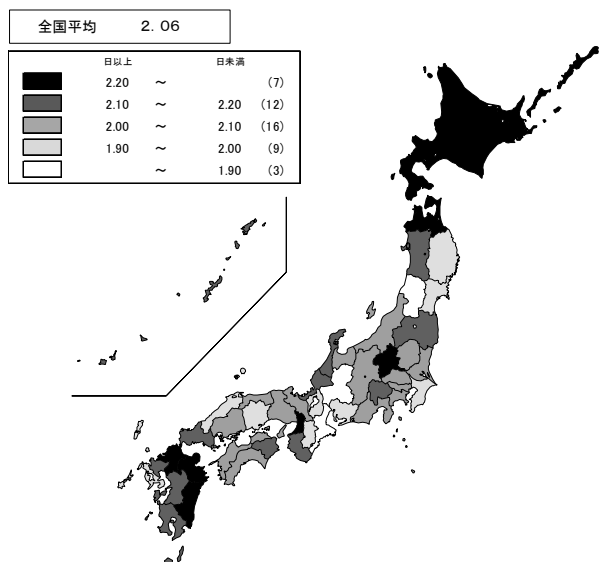 全国平均 2.06
日以上 日未満
2.20 ～ (7)
2.10 ～ 2.20 (12)
2.00 ～ 2.10 (16)
1.90 ～ 2.00 (9)
～ 1.90 (3)